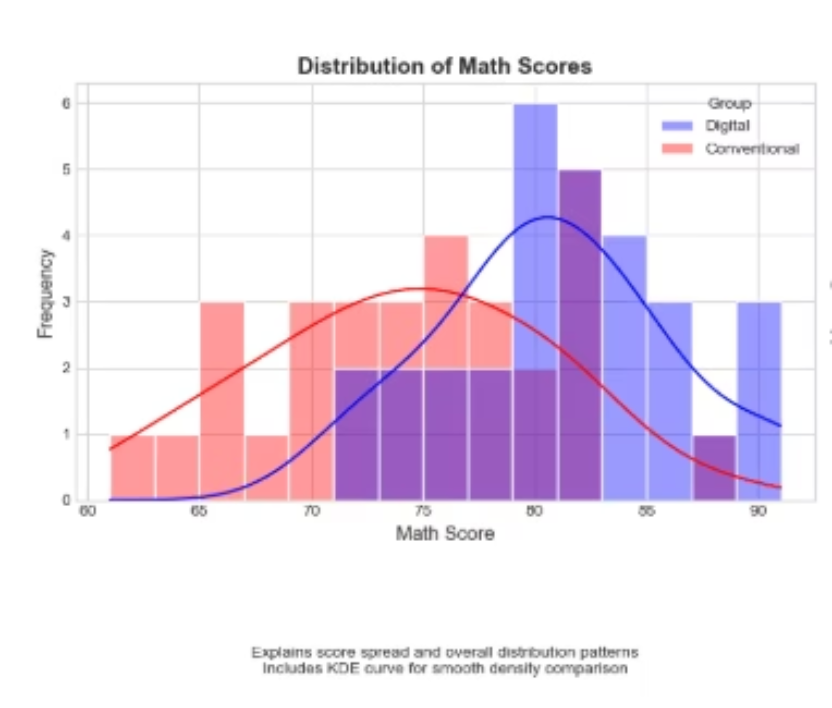 Distribution of Math Scores
Group
Digital
Conventional
6
5
4
3
2
1
0
Frequency
60 65 70 75 80 85 90
Math Score
Explains score spread and overall distribution patterns
Includes KDE curve for smooth density comparison